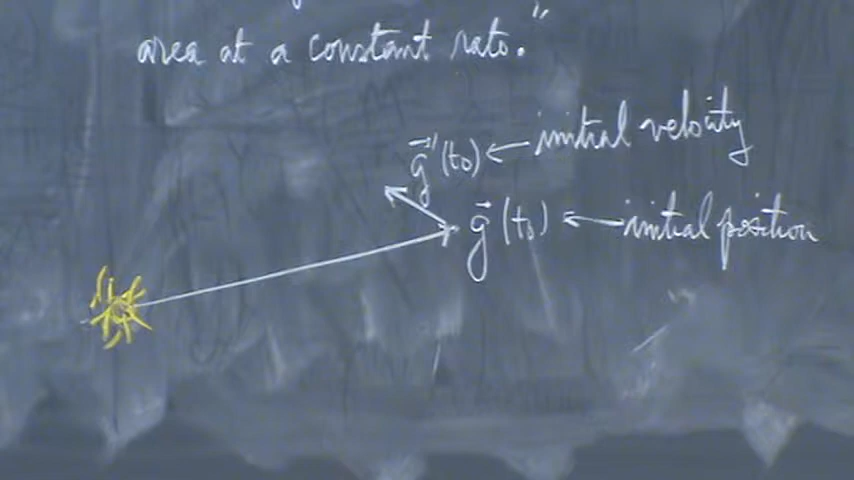 area at a constant rate."
g⃗'(t₀) ← initial velocity
g⃗(t₀) ← initial position